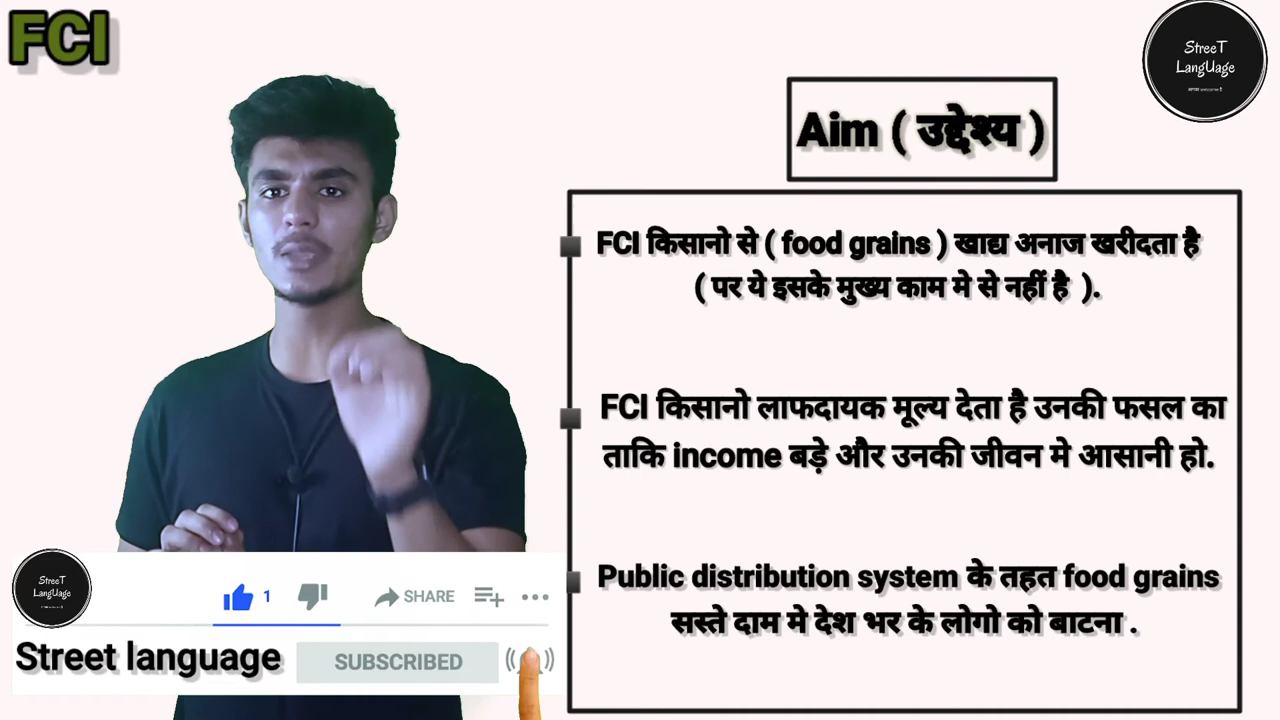 FCI
StreeT
LangUage
Aim ( उद्देश्य )
FCI किसानो से ( food grains ) खाद्य अनाज खरीदता है
( पर ये इसके मुख्य काम मे से नहीं है ).
FCI किसानो लाफदायक मूल्य देता है उनकी फसल का
ताकि income बड़े और उनकी जीवन मे आसानी हो.
Public distribution system के तहत food grains
सस्ते दाम मे देश भर के लोगो को बाटना .
StreeT
LangUage
1
SHARE
Street language
SUBSCRIBED